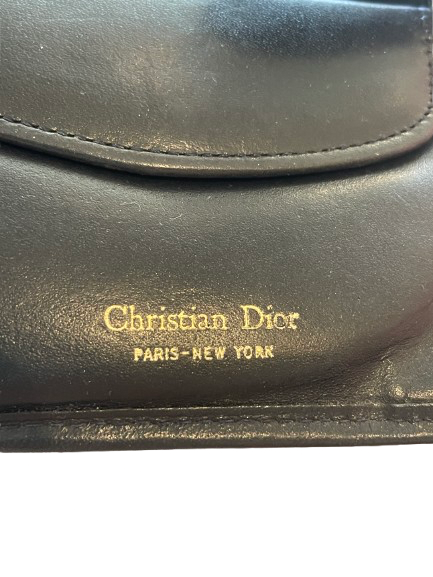 Christian Dior
PARIS-NEW YORK